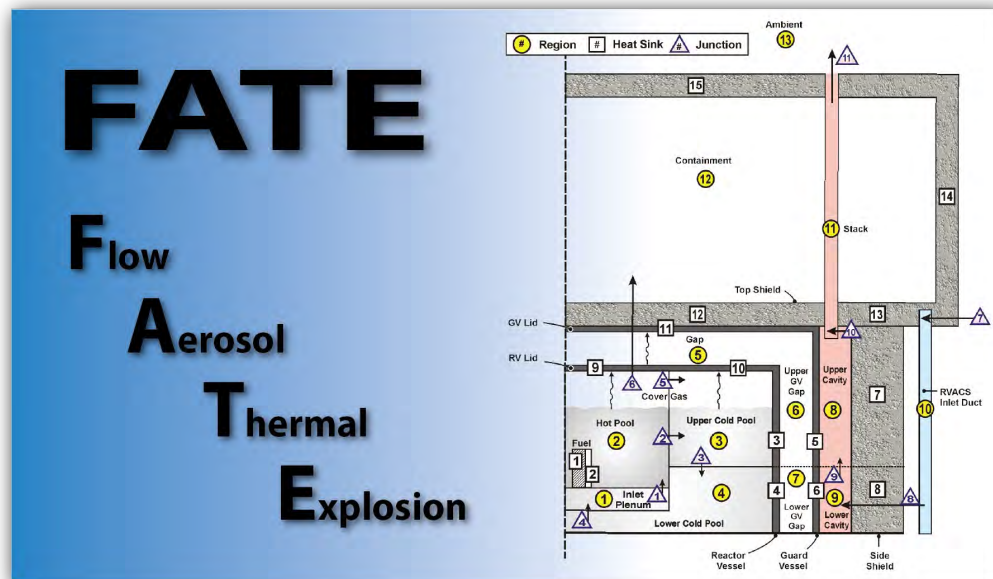 FATE
Flow
Aerosol
Thermal
Explosion
Ambient
13
# Region # Heat Sink # Junction
11
15
Containment
12
14
11 Stack
Top Shield
12 13
7
GV Lid
11
10
Gap
5
RV Lid
9 10
6 5
Cover Gas
Upper
GV
Gap
6
Upper
Cavity
8
7
RVACS
Inlet Duct
10
Hot Pool
2
Upper Cold Pool
3
2
3
3
5
Fuel
1
2
4
7
6
9
9
8
8
1
Inlet
Plenum
1
4
4
Lower
GV Gap
Lower
Cavity
Lower Cold Pool
Reactor
Vessel
Guard
Vessel
Side
Shield